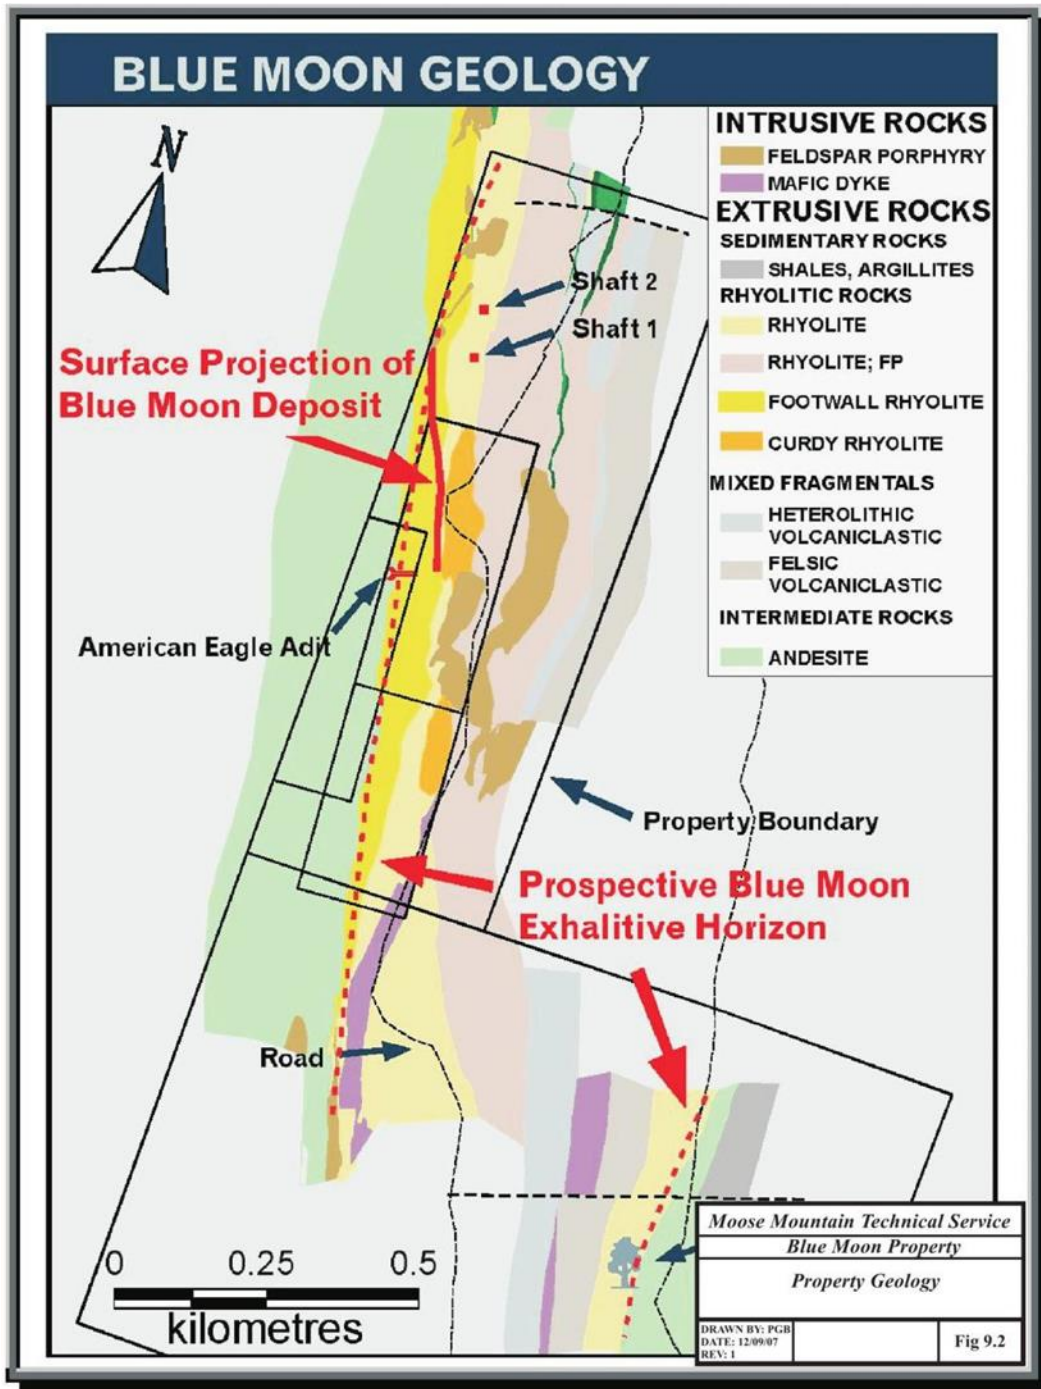 BLUE MOON GEOLOGY
N
INTRUSIVE ROCKS
FELDSPAR PORPHYRY
MAFIC DYKE
EXTRUSIVE ROCKS
SEDIMENTARY ROCKS
SHALES, ARGILLITES
RHYOLITIC ROCKS
RHYOLITE
RHYOLITE; FP
FOOTWALL RHYOLITE
CURDY RHYOLITE
MIXED FRAGMENTALS
HETEROLITHIC
VOLCANICLASTIC
FELSIC
VOLCANICLASTIC
INTERMEDIATE ROCKS
ANDESITE
Shaft 2
Shaft 1
Surface Projection of
Blue Moon Deposit
American Eagle Adit
Property Boundary
Prospective Blue Moon
Exhalitive Horizon
Road
0 0.25 0.5
kilometres
Moose Mountain Technical Service
Blue Moon Property
Property Geology
DRAWN BY: PGB
DATE: 12/09/07
REV: 1
Fig 9.2